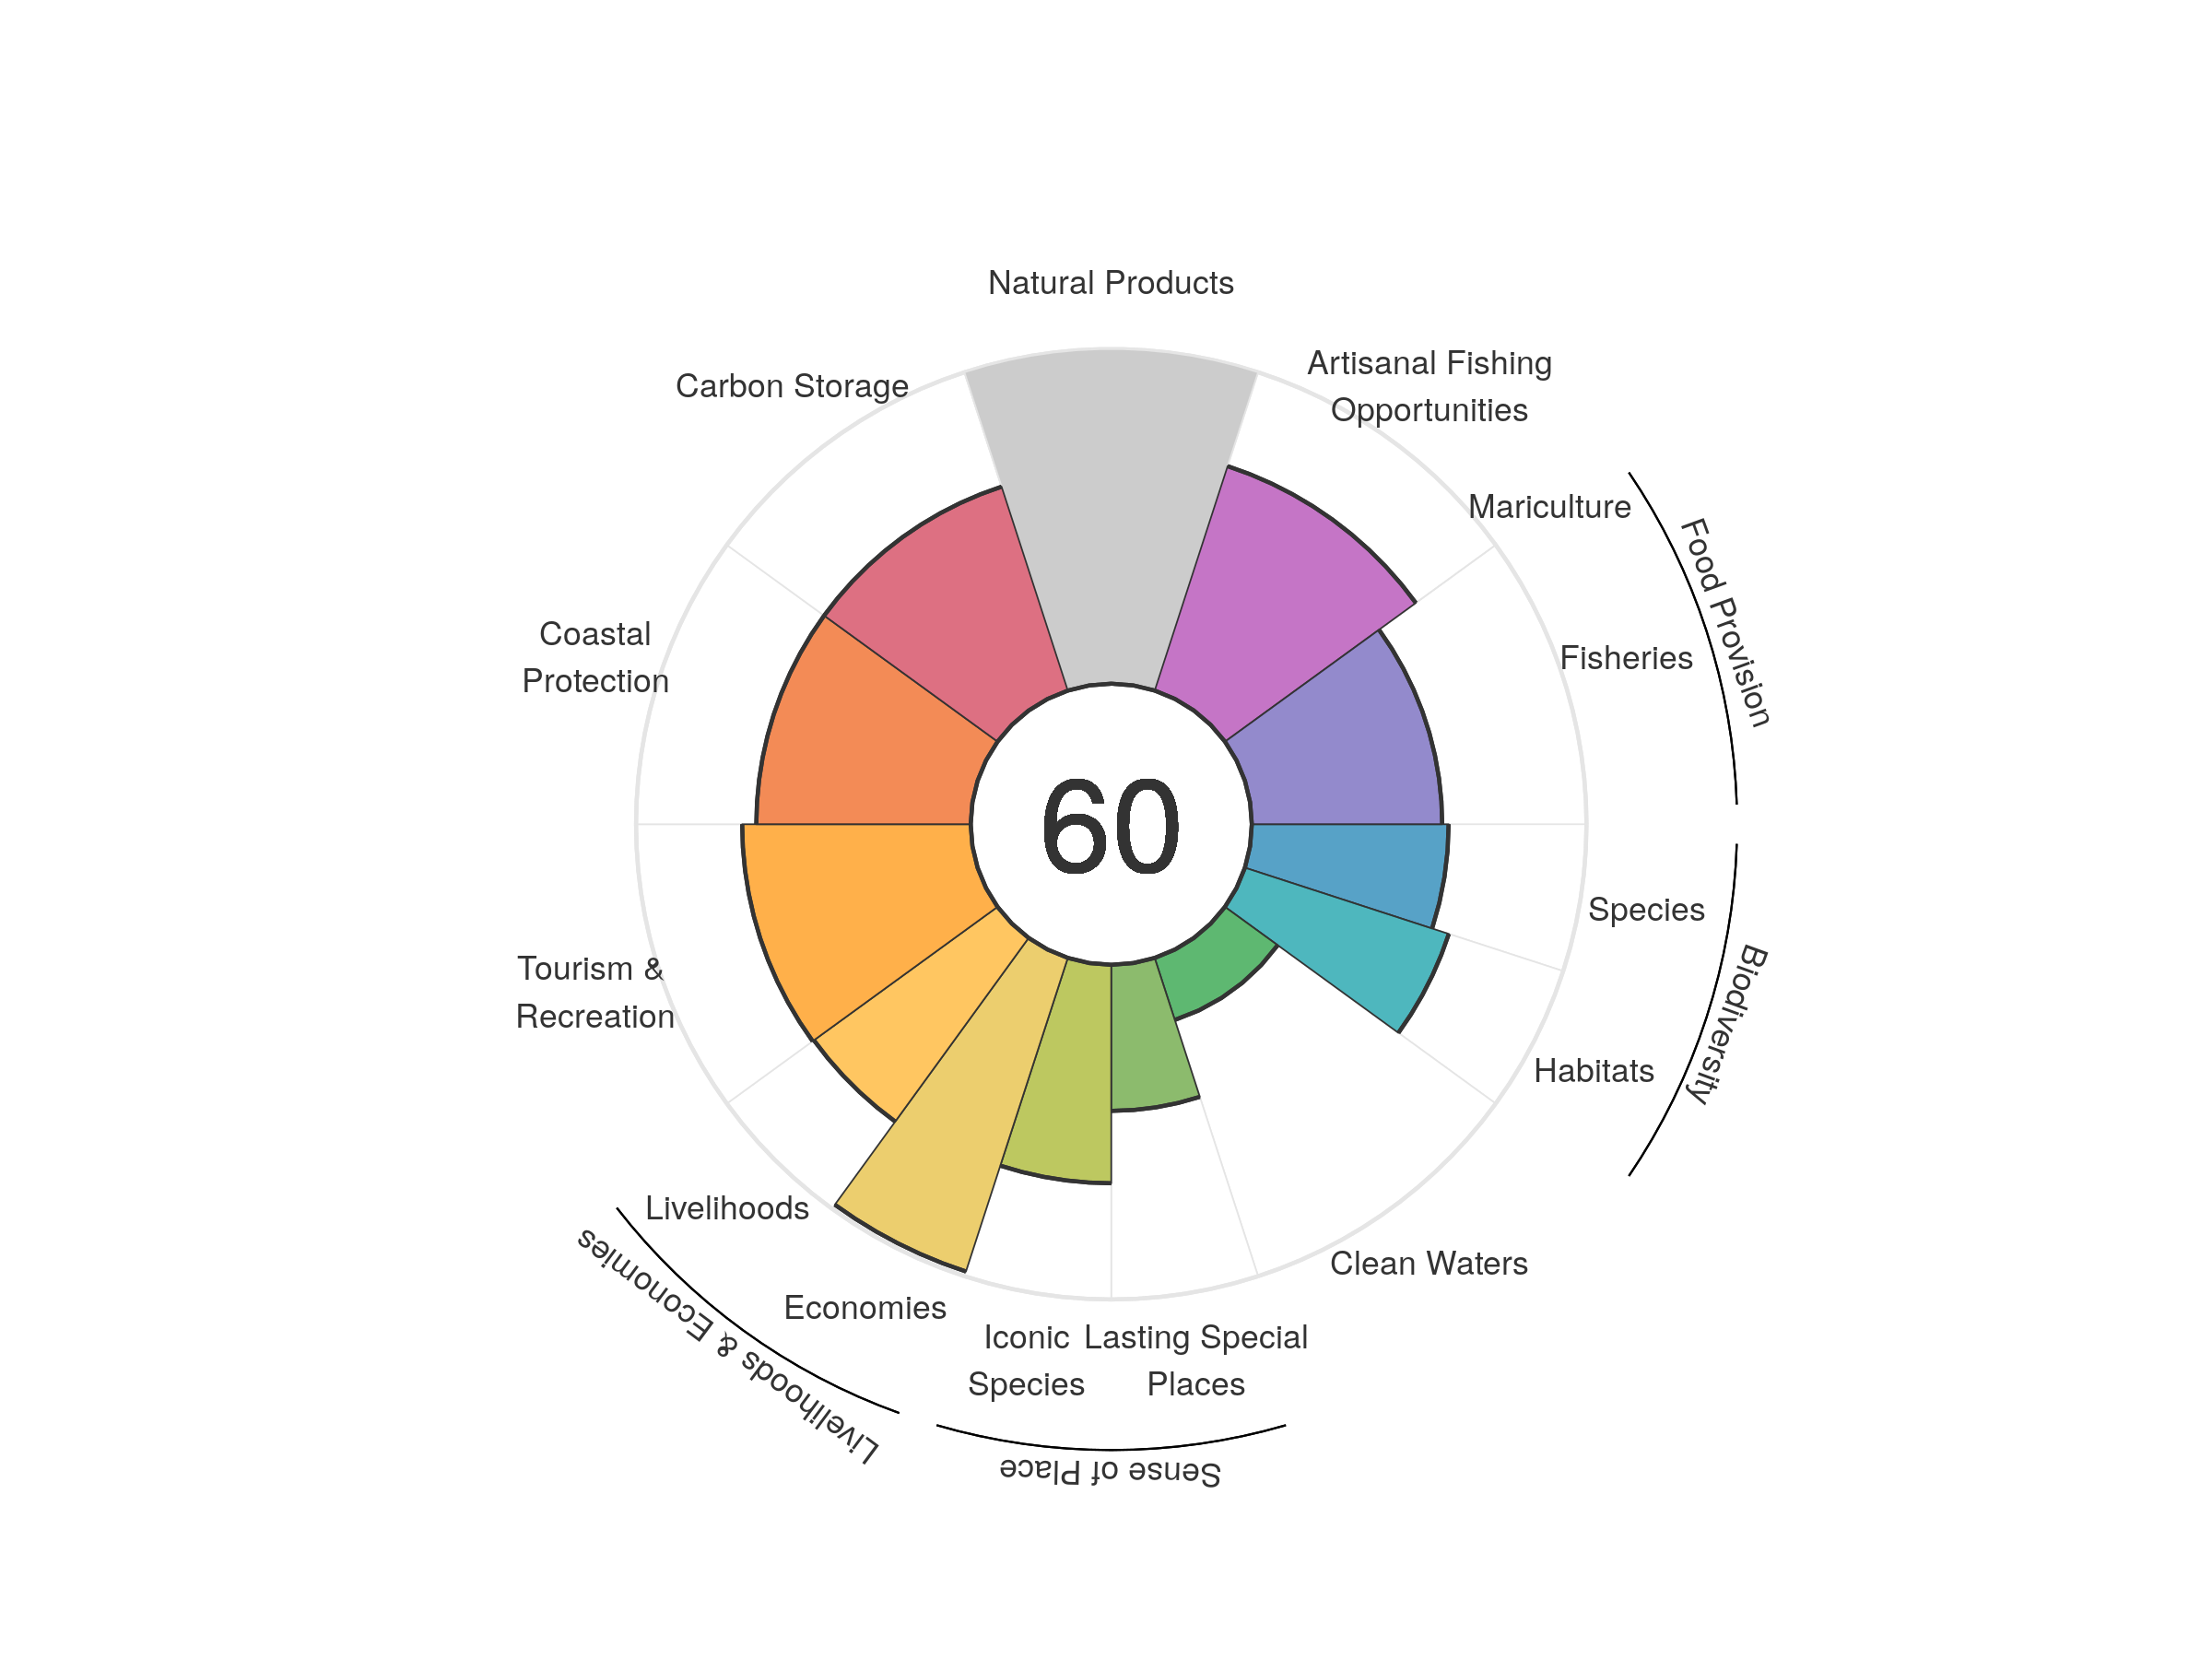 Natural Products
Artisanal Fishing
Opportunities
Carbon Storage
Mariculture
Food Provision
Fisheries
Coastal
Protection
60
Species
Biodiversity
Tourism &
Recreation
Habitats
Livelihoods
Clean Waters
Livelihoods & Economies
Economies
Iconic
Species
Lasting Special
Places
Sense of Place